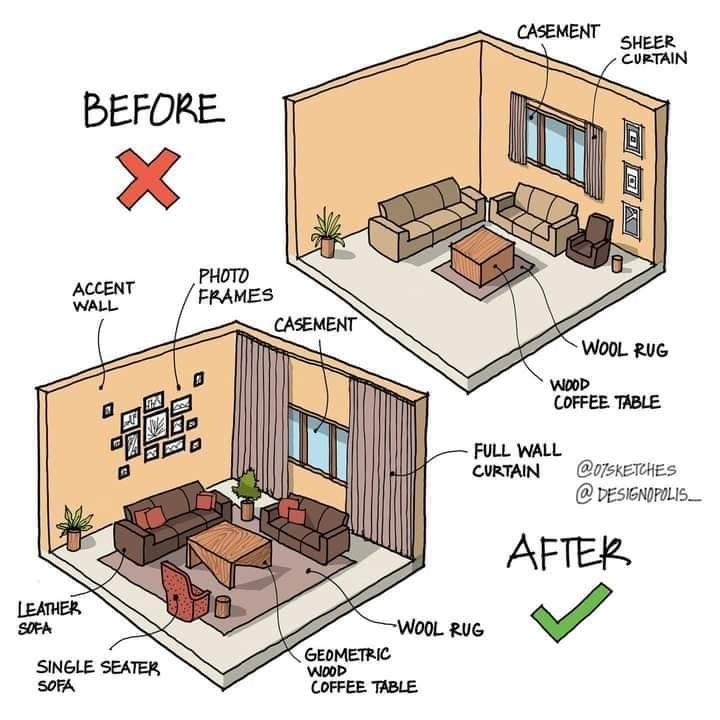 BEFORE
CASEMENT
SHEER
CURTAIN
WOOL RUG
WOOD
COFFEE TABLE
ACCENT
WALL
PHOTO
FRAMES
CASEMENT
FULL WALL
CURTAIN
@07SKETCHES
@DESIGNOPOLIS_
AFTER
LEATHER
SOFA
SINGLE SEATER
SOFA
GEOMETRIC
WOOD
COFFEE TABLE
WOOL RUG